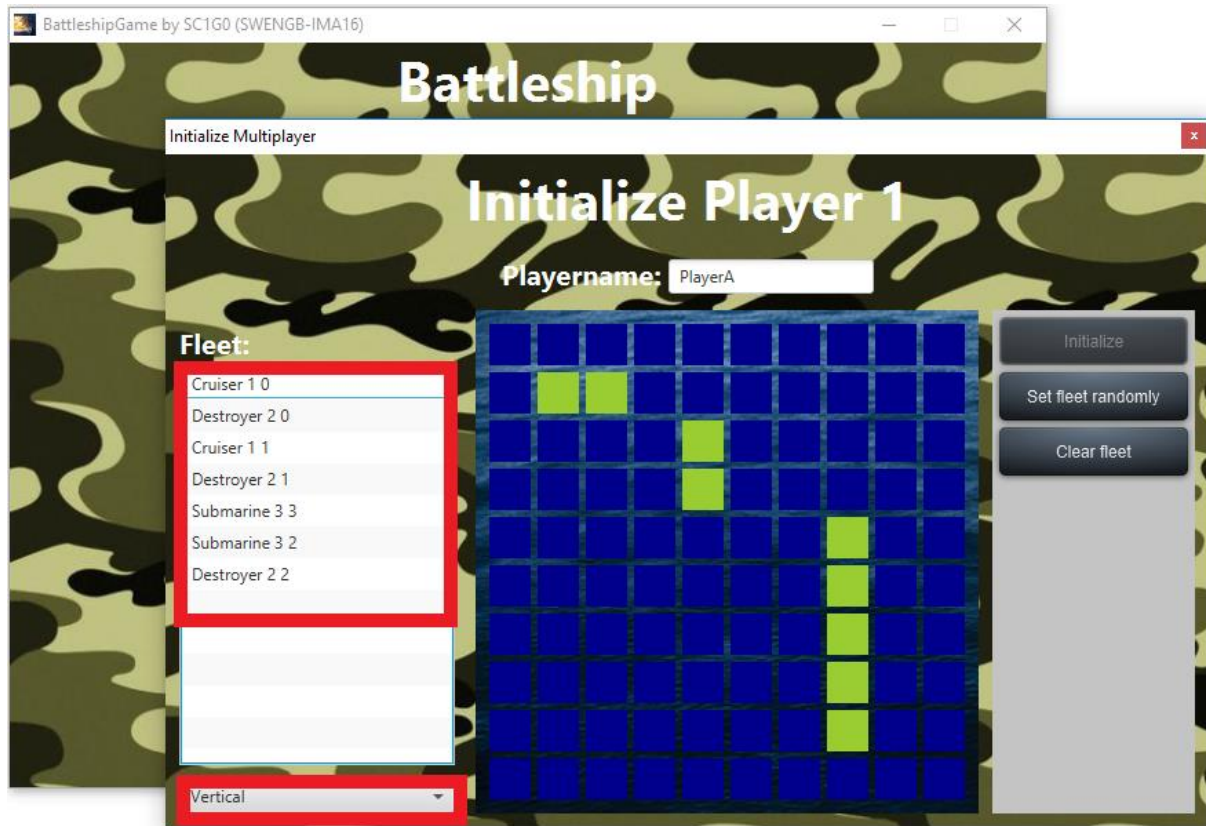 BattleshipGame by SC1G0 (SWENGB-IMA16)
Battleship
Initialize Multiplayer
x
Initialize Player 1
Playername: PlayerA
Fleet:
Cruiser 1 0
Destroyer 2 0
Cruiser 1 1
Destroyer 2 1
Submarine 3 3
Submarine 3 2
Destroyer 2 2
Vertical
Initialize
Set fleet randomly
Clear fleet